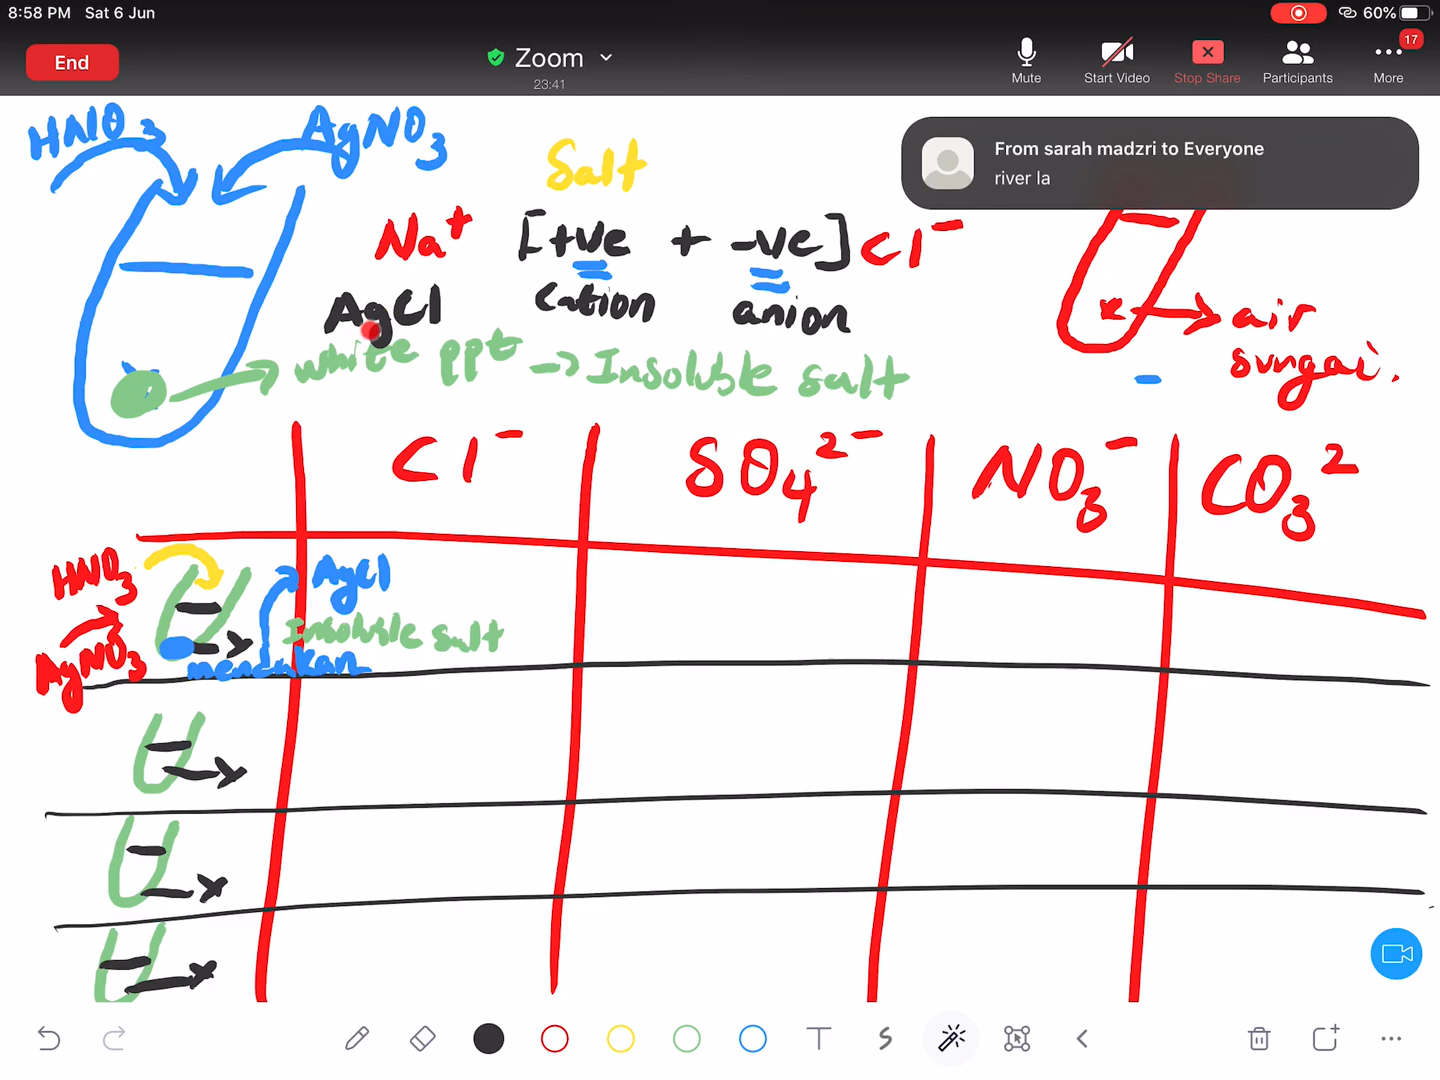 8:58 PM Sat 6 Jun
60%
End
Zoom
23:41
Mute
Start Video
Stop Share
Participants
More
17
From sarah madzri to Everyone
river la
HNO3
AgNO3
Salt
Na+ [+ve + -ve] Cl-
cation anion
AgCl
white ppt → Insoluble salt
air
sungai.
Cl- SO4 2- NO3- CO3 2
HNO3
AgNO3
AgCl
Insoluble salt
T